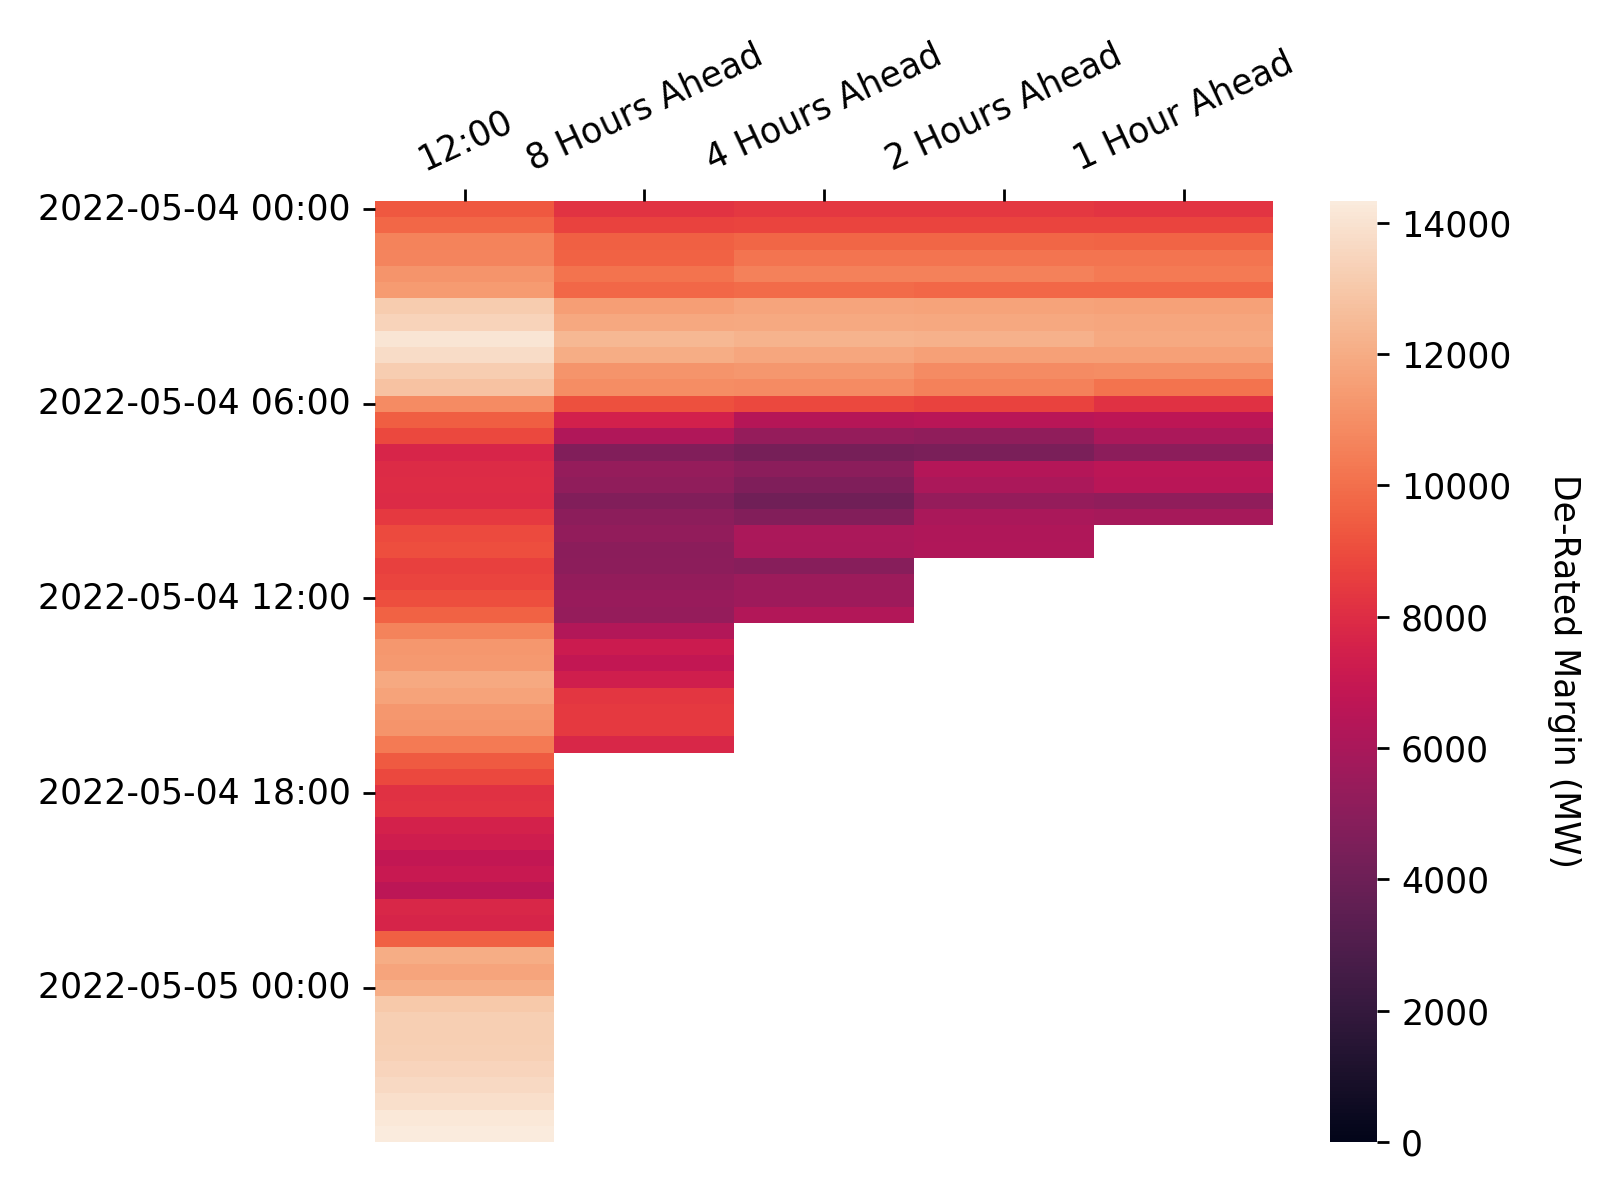 12:00
8 Hours Ahead
4 Hours Ahead
2 Hours Ahead
1 Hour Ahead
2022-05-04 00:00
2022-05-04 06:00
2022-05-04 12:00
2022-05-04 18:00
2022-05-05 00:00
14000
12000
10000
8000
6000
4000
2000
0
De-Rated Margin (MW)